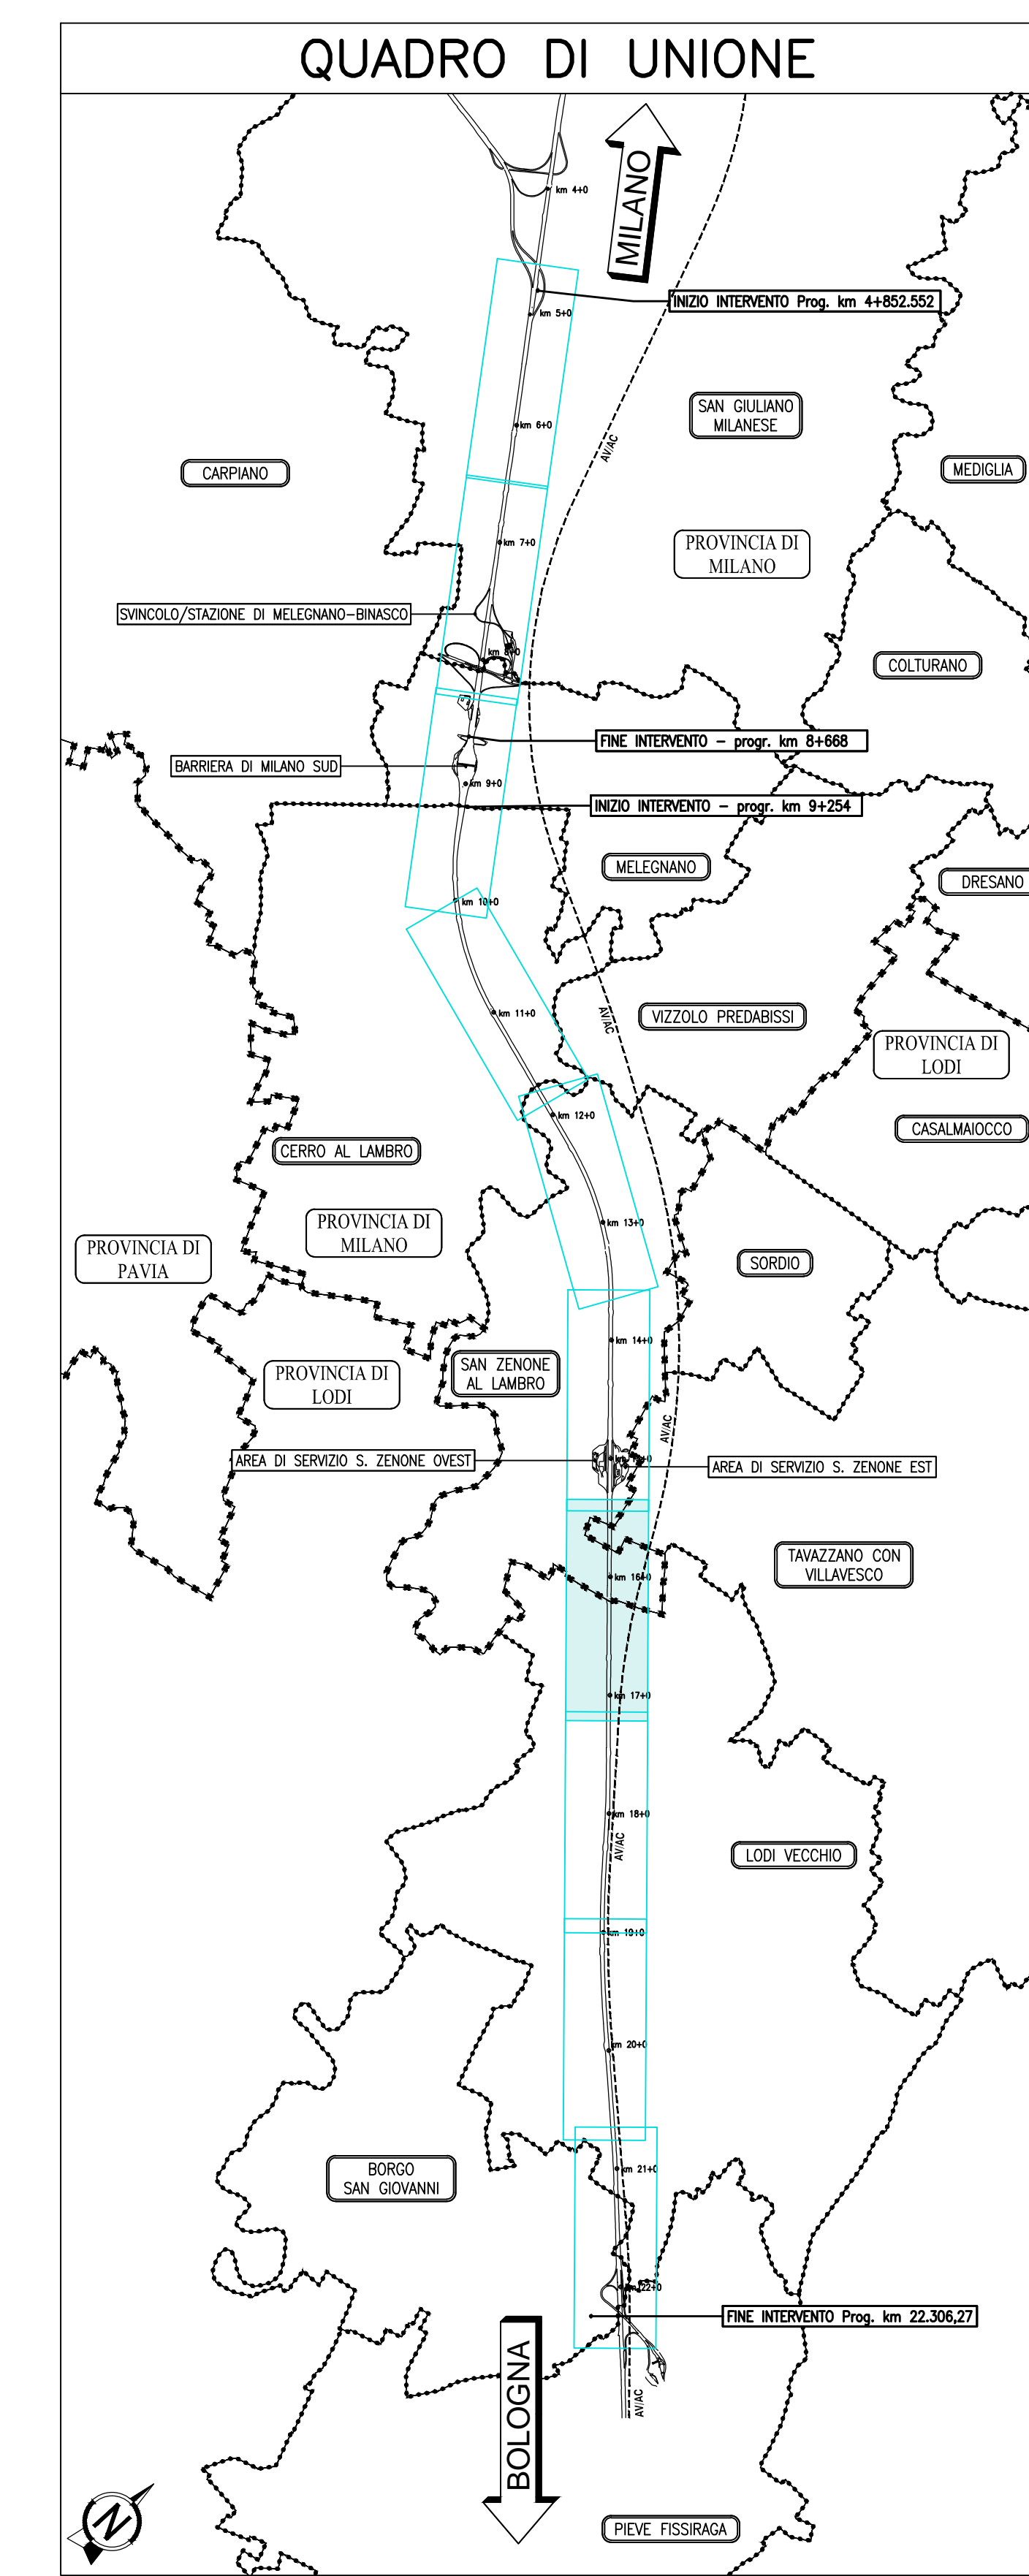 QUADRO DI UNIONE
MILANO
km 4+0
INIZIO INTERVENTO Prog. km 4+852.552
km 5+0
SAN GIULIANO
MILANESE
km 6+0
AV/AC
CARPIANO
MEDIGLIA
km 7+0
PROVINCIA DI
MILANO
SVINCOLO/STAZIONE DI MELEGNANO-BINASCO
km 8+0
COLTURANO
FINE INTERVENTO - progr. km 8+668
BARRIERA DI MILANO SUD
km 9+0
INIZIO INTERVENTO - progr. km 9+254
MELEGNANO
DRESANO
km 10+0
km 11+0
AV/AC
VIZZOLO PREDABISSI
PROVINCIA DI
LODI
km 12+0
CASALMAIOCCO
CERRO AL LAMBRO
PROVINCIA DI
MILANO
km 13+0
PROVINCIA DI
PAVIA
SORDIO
km 14+0
SAN ZENONE
AL LAMBRO
PROVINCIA DI
LODI
AV/AC
AREA DI SERVIZIO S. ZENONE OVEST
AREA DI SERVIZIO S. ZENONE EST
TAVAZZANO CON
VILLAVESCO
km 16+0
km 17+0
km 18+0
AV/AC
LODI VECCHIO
km 19+0
km 20+0
km 21+0
BORGO
SAN GIOVANNI
km 22+0
FINE INTERVENTO Prog. km 22.306,27
BOLOGNA
AV/AC
N
PIEVE FISSIRAGA